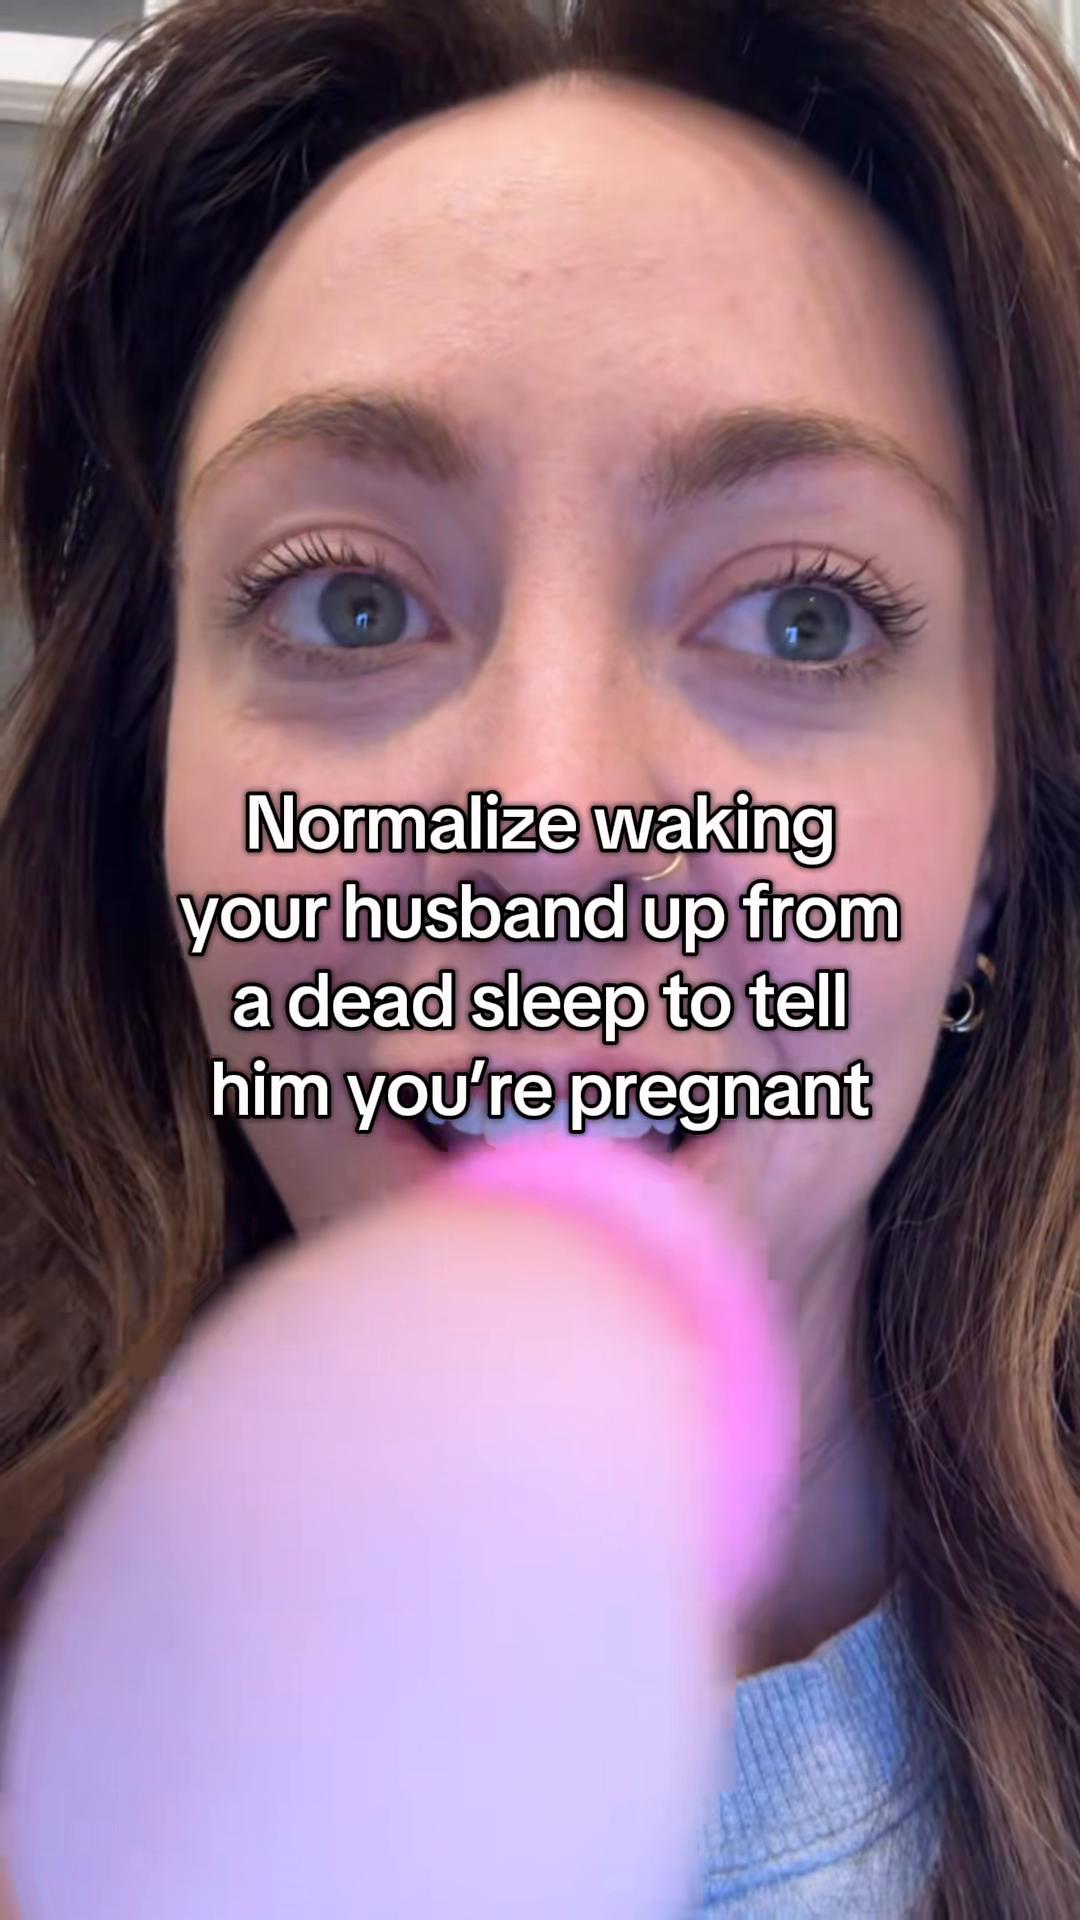 Normalize waking
your husband up from
a dead sleep to tell
him you’re pregnant